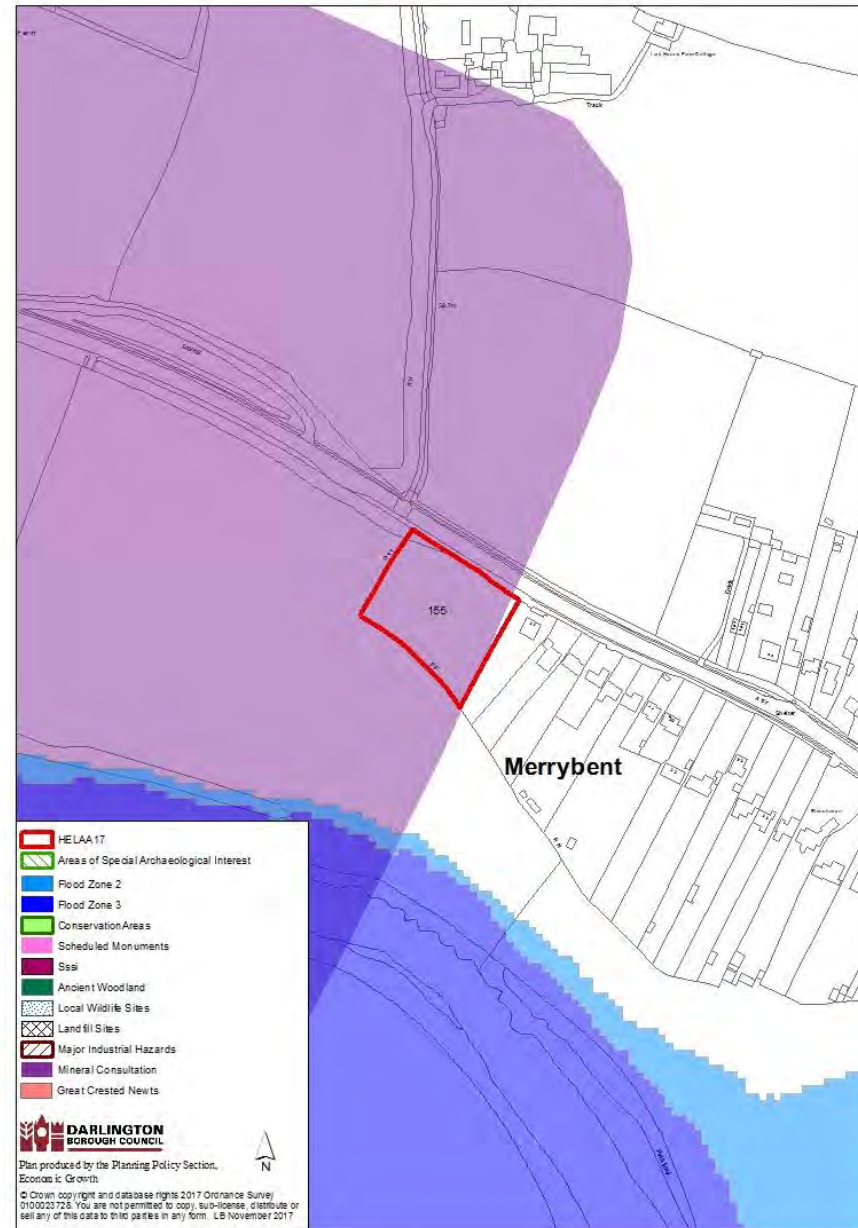 Track
155
Merrybent
Shelter
HELAA17
Areas of Special Archaeological Interest
Flood Zone 2
Flood Zone 3
Conservation Areas
Scheduled Monuments
Sssi
Ancient Woodland
Local Wildlife Sites
Landfill Sites
Major Industrial Hazards
Mineral Consultation
Great Crested Newts
DARLINGTON
BOROUGH COUNCIL
Plan produced by the Planning Policy Section,
Economic Growth
N
© Crown copyright and database rights 2017 Ordnance Survey
0100023728. You are not permitted to copy, sub-license, distribute or
sell any of this data to third parties in any form. LB November 2017